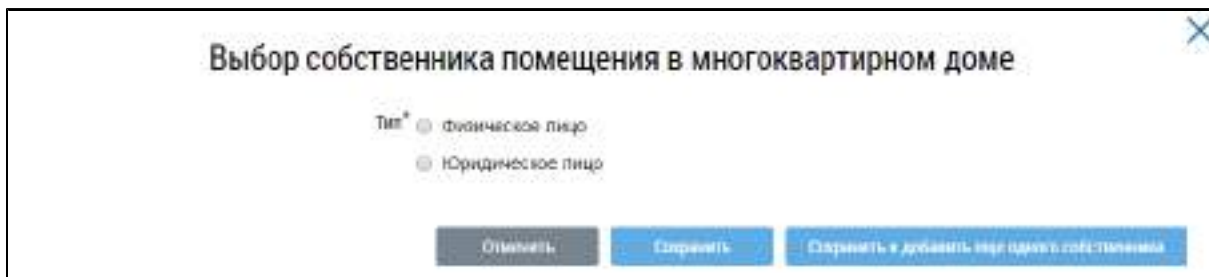 Выбор собственника помещения в многоквартирном доме
Тип* Физическое лицо
Юридическое лицо
Отменить Сохранить Сохранить и добавить еще одного собственника